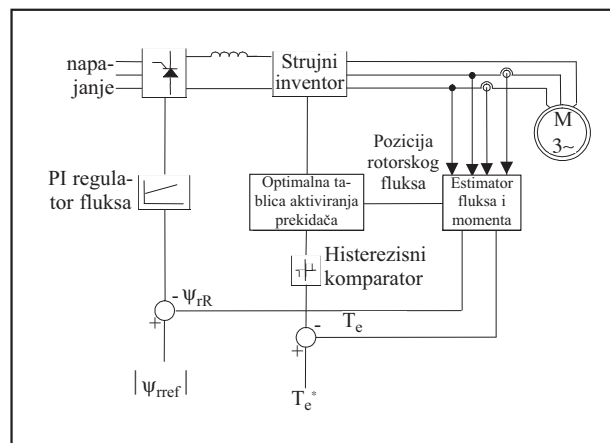 napa-
janje
Strujni
inventor
M
3~
Pozicija
rotorskog
fluksa
PI regula-
tor fluksa
Optimalna ta-
blica aktiviranja
prekidača
Estimator
fluksa i
momenta
Histerezisni
komparator
- ψrR
+
Te
-
+
|ψrref|
Te*